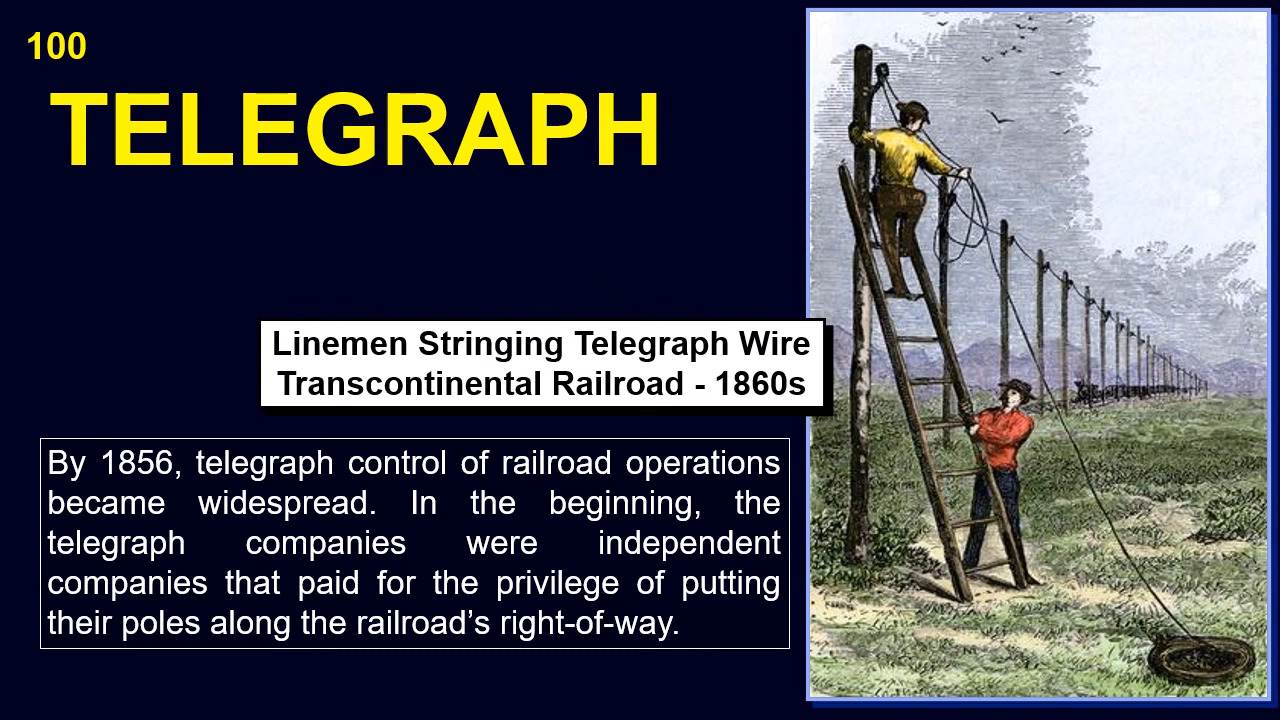 100
TELEGRAPH
Linemen Stringing Telegraph Wire
Transcontinental Railroad - 1860s
By 1856, telegraph control of railroad operations
became widespread. In the beginning, the
telegraph companies were independent
companies that paid for the privilege of putting
their poles along the railroad’s right-of-way.